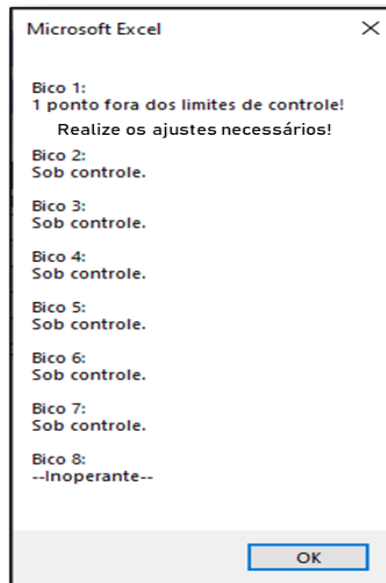 Microsoft Excel
Bico 1:
1 ponto fora dos limites de controle!
Realize os ajustes necessários!
Bico 2:
Sob controle.
Bico 3:
Sob controle.
Bico 4:
Sob controle.
Bico 5:
Sob controle.
Bico 6:
Sob controle.
Bico 7:
Sob controle.
Bico 8:
--Inoperante--
OK